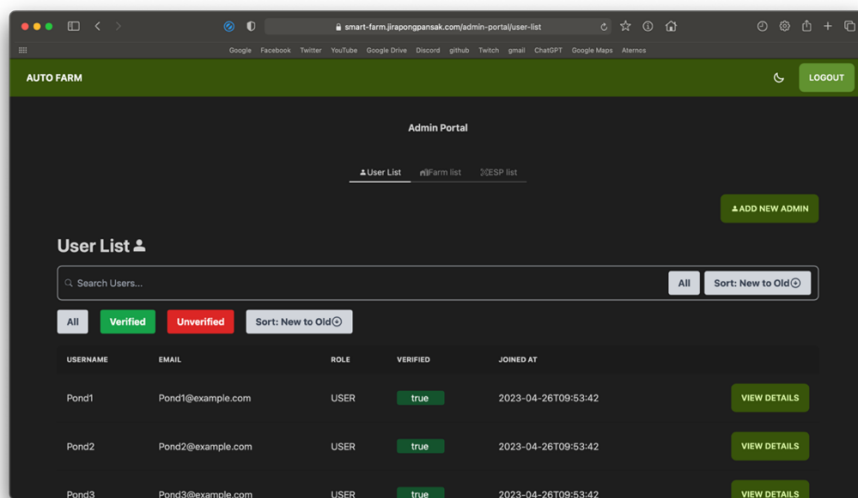 smart-farm.jirapongpansak.com/admin-portal/user-list
Google Facebook Twitter YouTube Google Drive Discord github Twitch gmail ChatGPT Google Maps Aternos
AUTO FARM LOGOUT
Admin Portal
User List Farm list ESP list
ADD NEW ADMIN
User List
Search Users... All Sort: New to Old
All Verified Unverified Sort: New to Old
USERNAME EMAIL ROLE VERIFIED JOINED AT
Pond1 Pond1@example.com USER true 2023-04-26T09:53:42 VIEW DETAILS
Pond2 Pond2@example.com USER true 2023-04-26T09:53:42 VIEW DETAILS
Pond3 Pond3@example.com USER true 2023-04-26T09:53:42 VIEW DETAILS